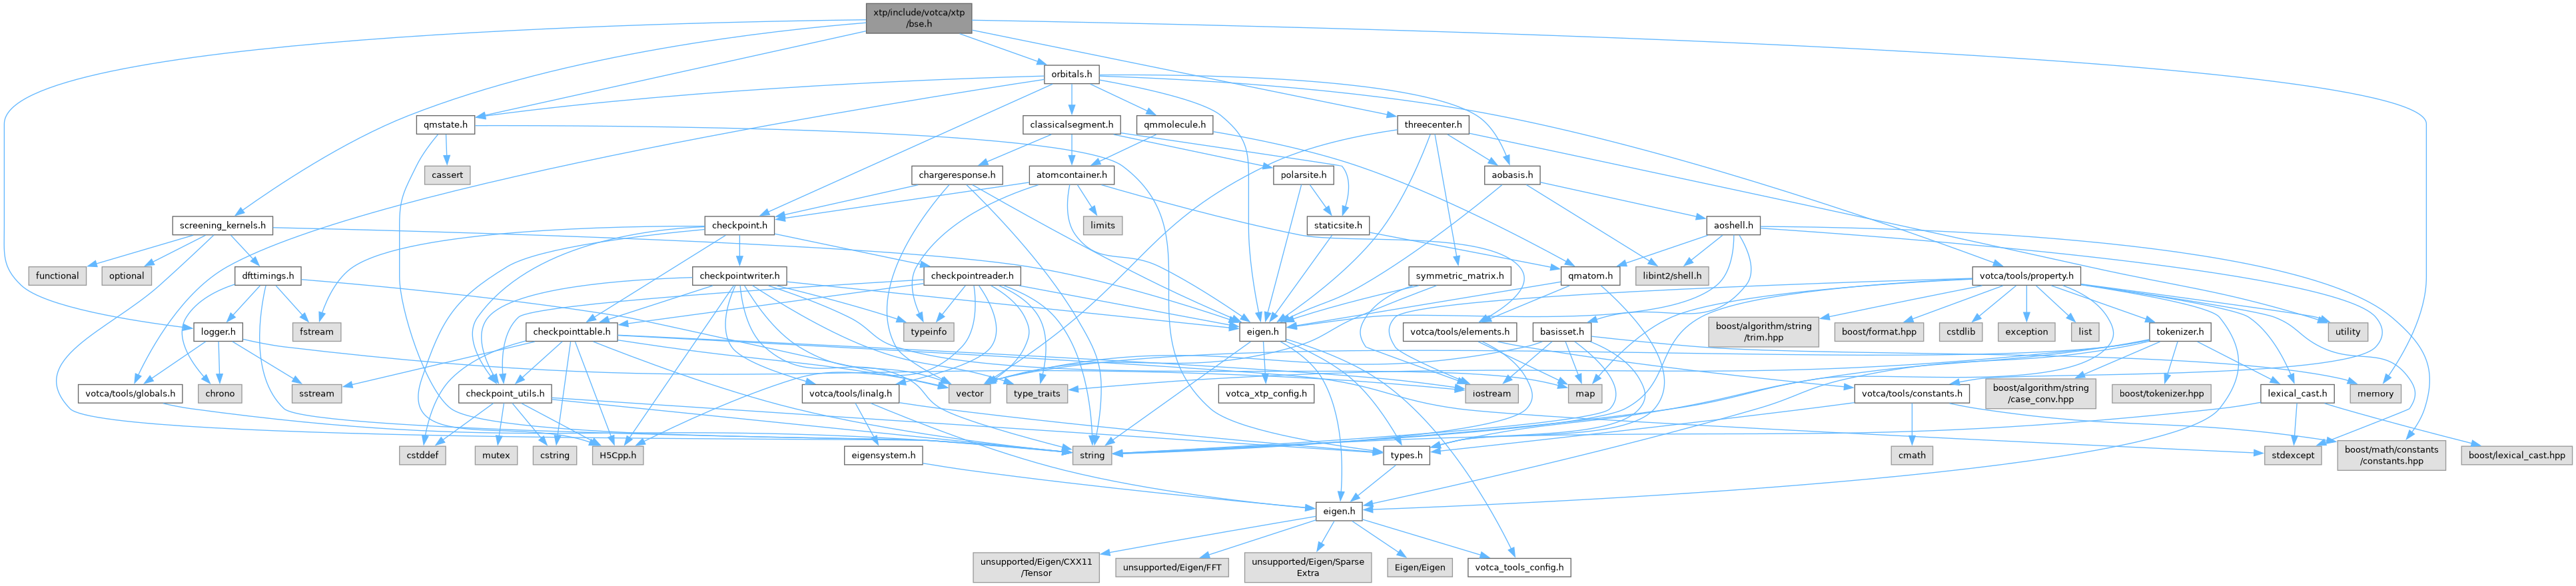 xtp/include/votca/xtp
/bse.h
orbitals.h
qmstate.h
classicalsegment.h
qmmolecule.h
threecenter.h
cassert
chargeresponse.h
atomcontainer.h
polarsite.h
aobasis.h
screening_kernels.h
checkpoint.h
limits
staticsite.h
aoshell.h
functional
optional
dfttimings.h
checkpointwriter.h
checkpointreader.h
symmetric_matrix.h
qmatom.h
libint2/shell.h
votca/tools/property.h
logger.h
fstream
checkpointtable.h
typeinfo
eigen.h
votca/tools/elements.h
basisset.h
boost/algorithm/string
/trim.hpp
boost/format.hpp
cstdlib
exception
list
tokenizer.h
utility
votca/tools/globals.h
chrono
sstream
checkpoint_utils.h
votca/tools/linalg.h
vector
type_traits
votca_xtp_config.h
iostream
map
votca/tools/constants.h
boost/algorithm/string
/case_conv.hpp
boost/tokenizer.hpp
lexical_cast.h
memory
cstddef
mutex
cstring
H5Cpp.h
eigensystem.h
string
types.h
cmath
stdexcept
boost/math/constants
/constants.hpp
boost/lexical_cast.hpp
eigen.h
unsupported/Eigen/CXX11
/Tensor
unsupported/Eigen/FFT
unsupported/Eigen/Sparse
Extra
Eigen/Eigen
votca_tools_config.h